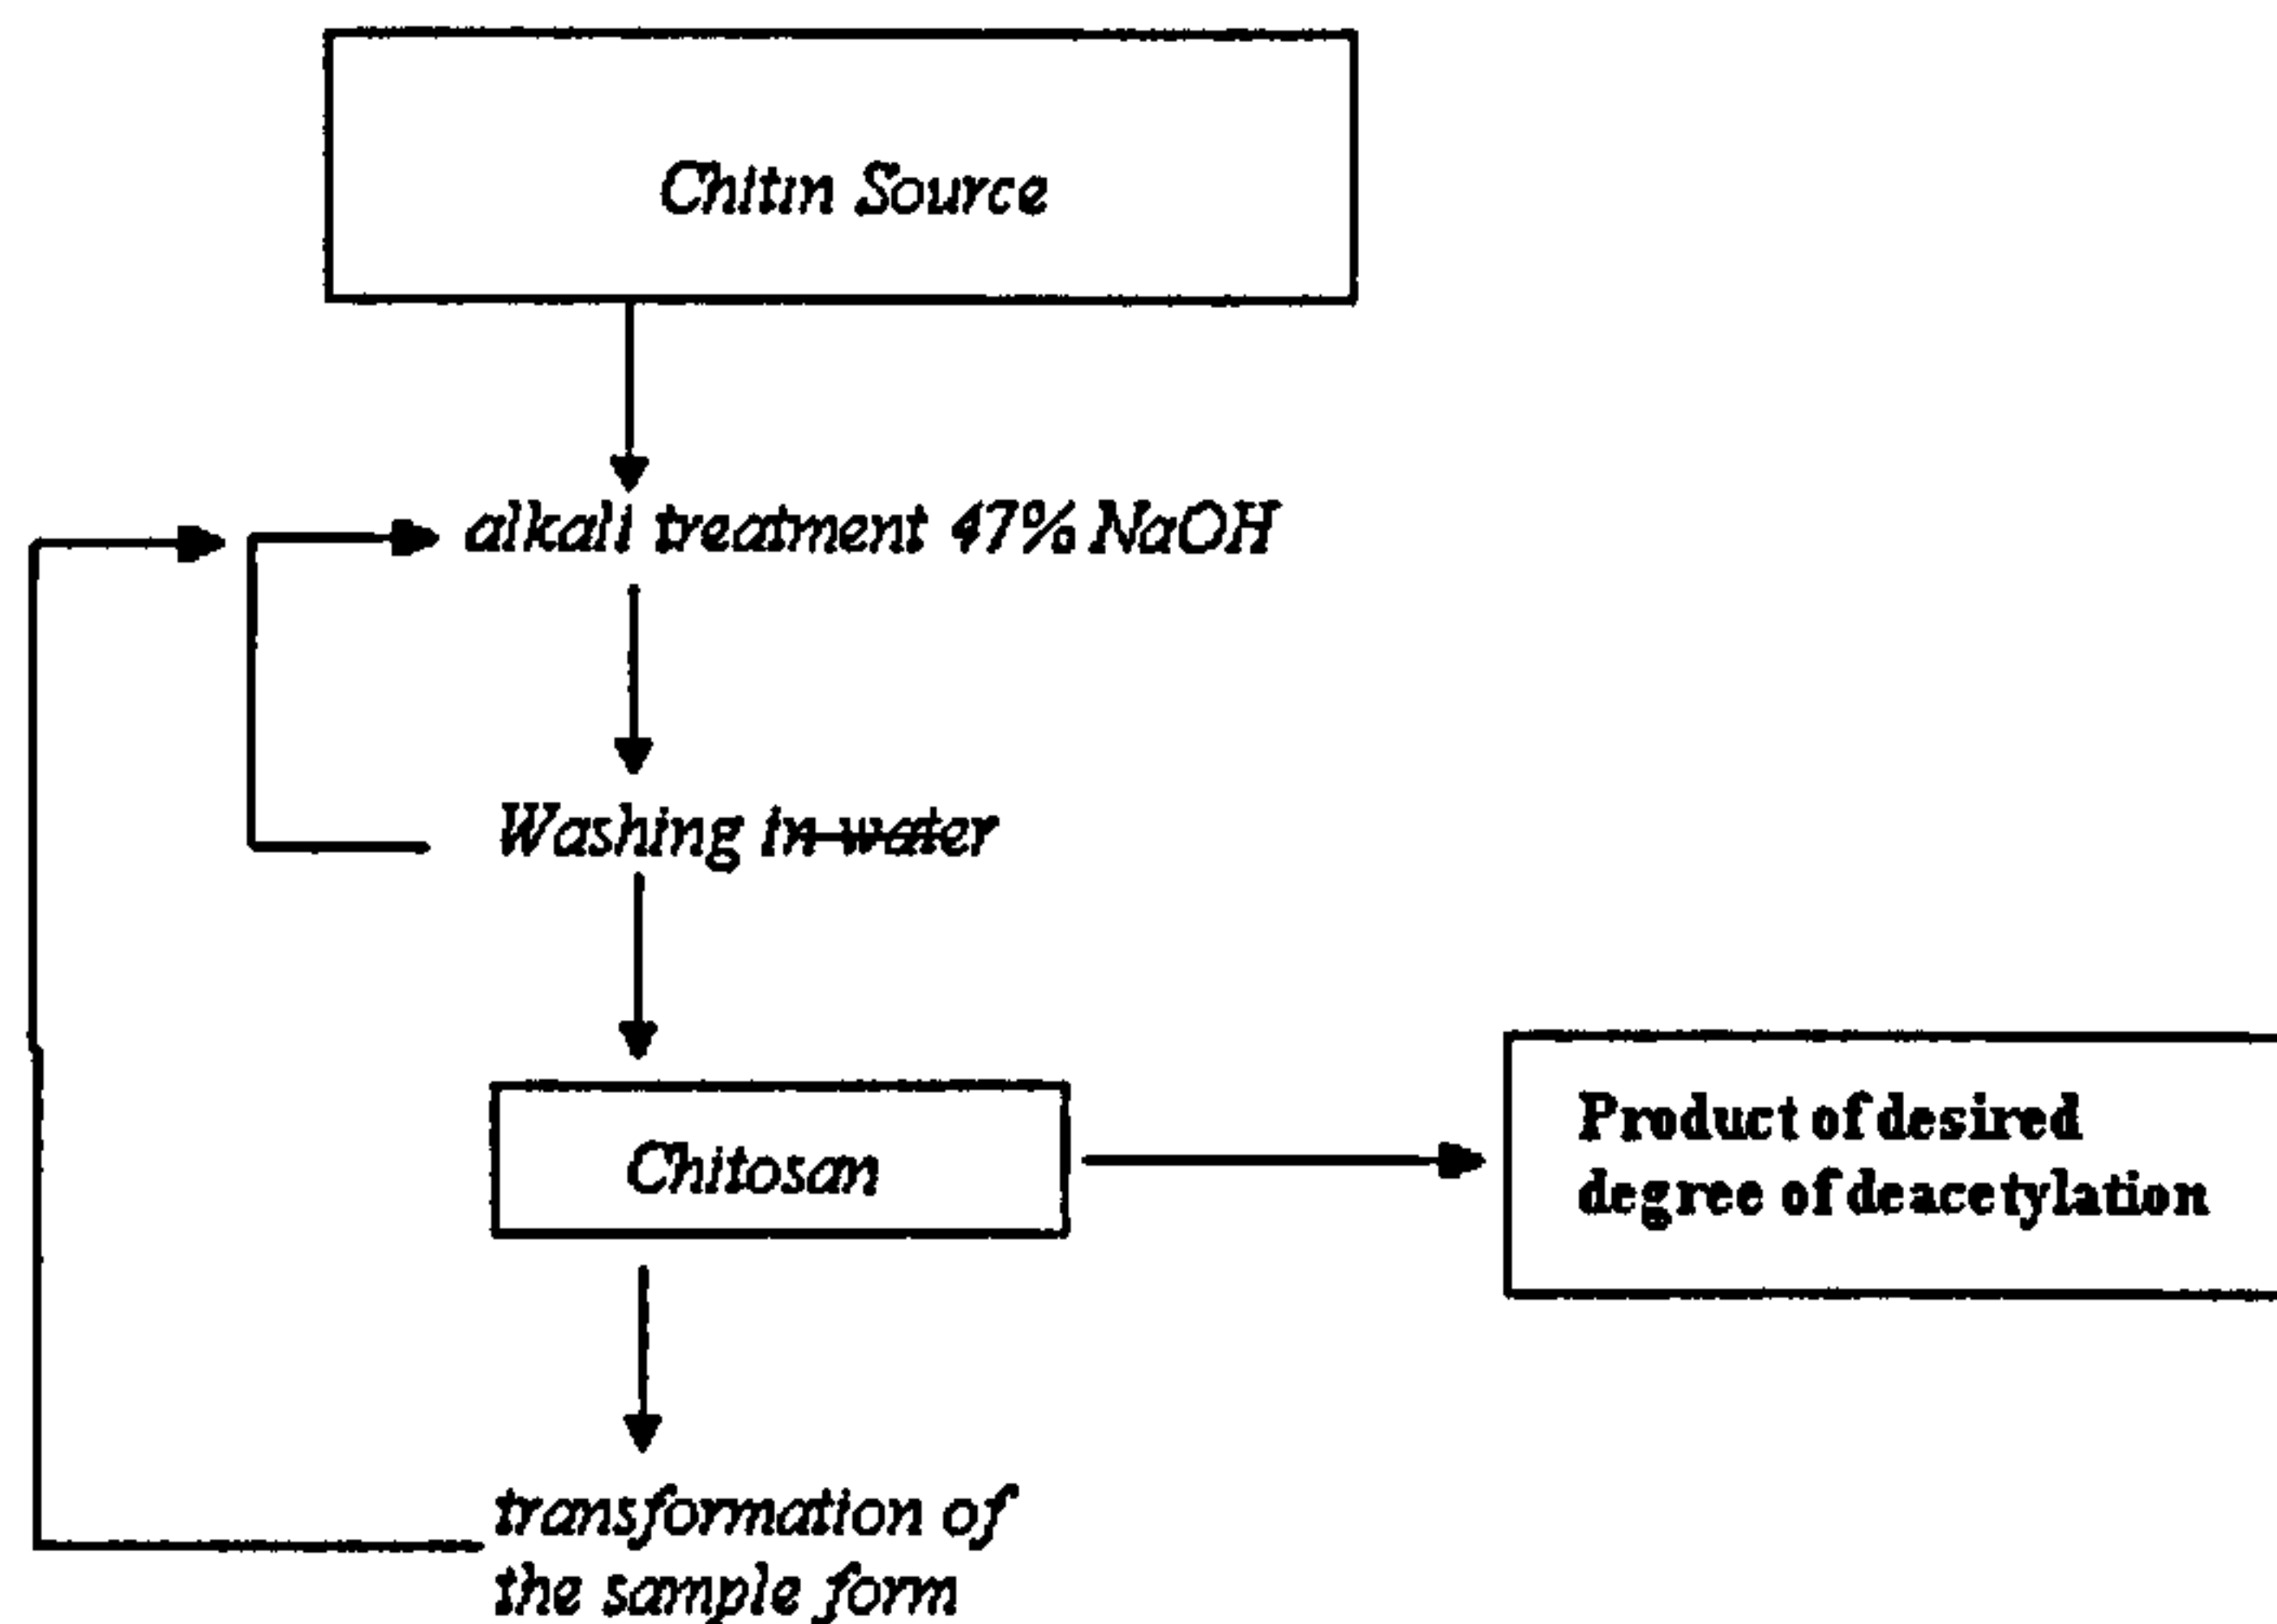 Chitin Source
alkali treatment 47% NaOH
Washing in water
Chitosan
Product of desired
degree of deacetylation
transformation of
the sample form